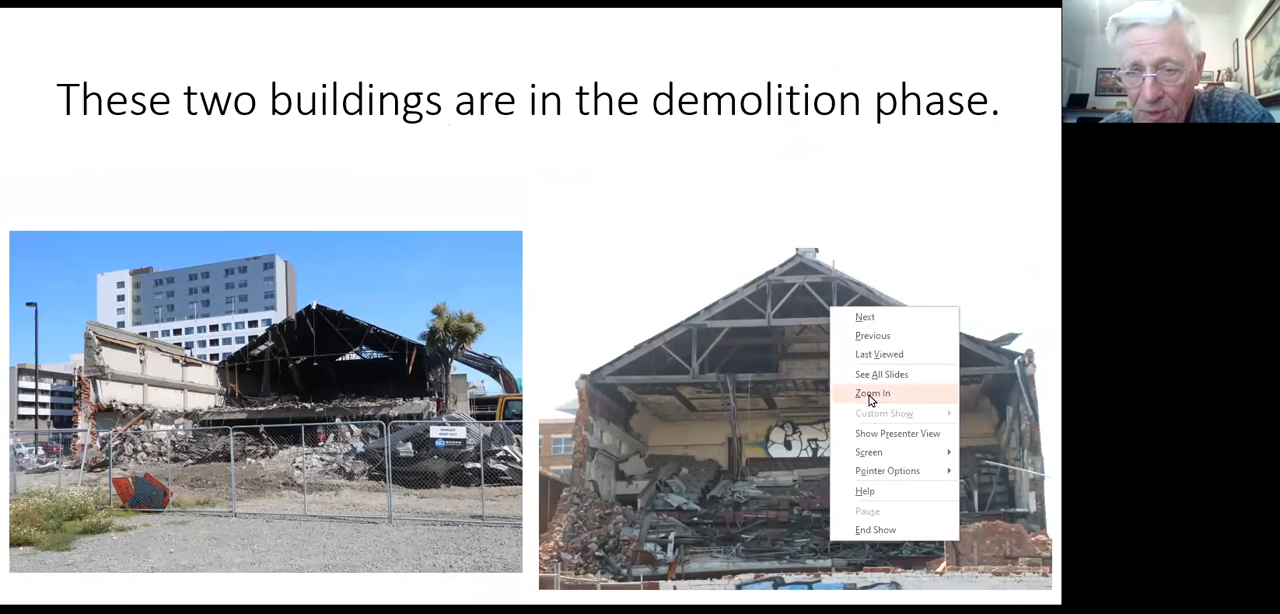 These two buildings are in the demolition phase.
Next
Previous
Last Viewed
See All Slides
Zoom In
Custom Show
Show Presenter View
Screen
Pointer Options
Help
Pause
End Show